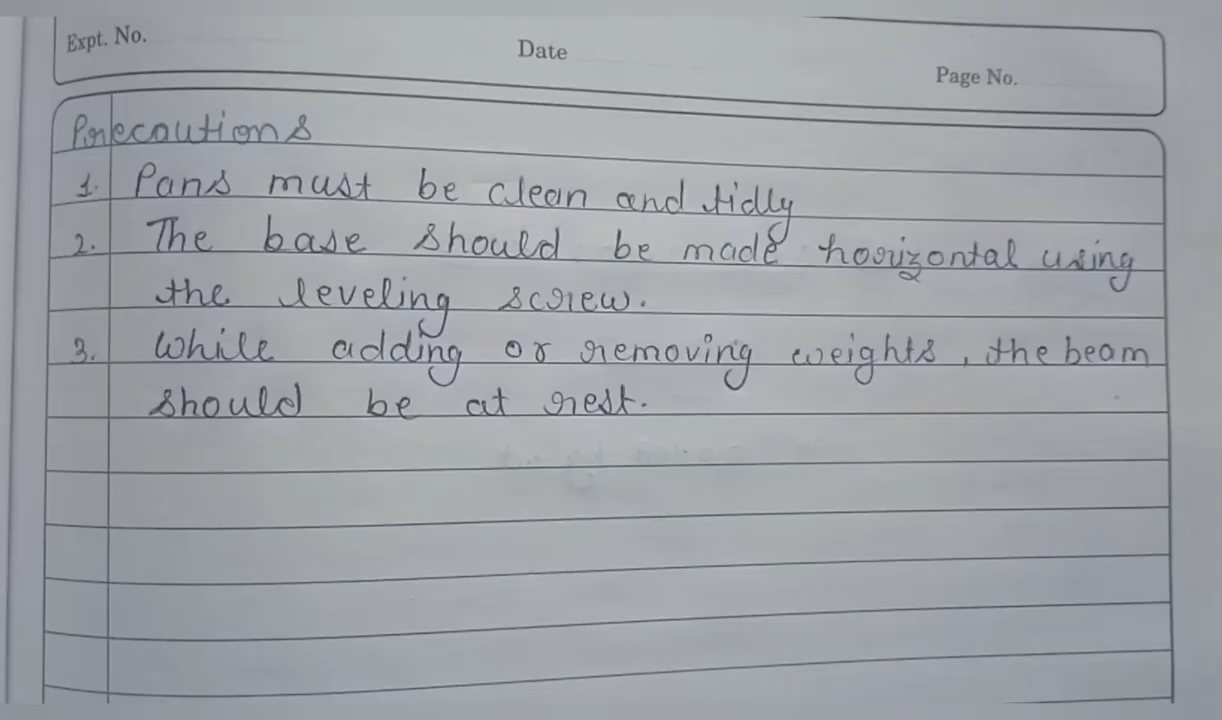 Expt. No.
Date
Page No.
Precautions
1. Pans must be clean and tidly
2. The base should be made horizontal using
the leveling screw.
3. While adding or removing weights, the beam
should be at rest.